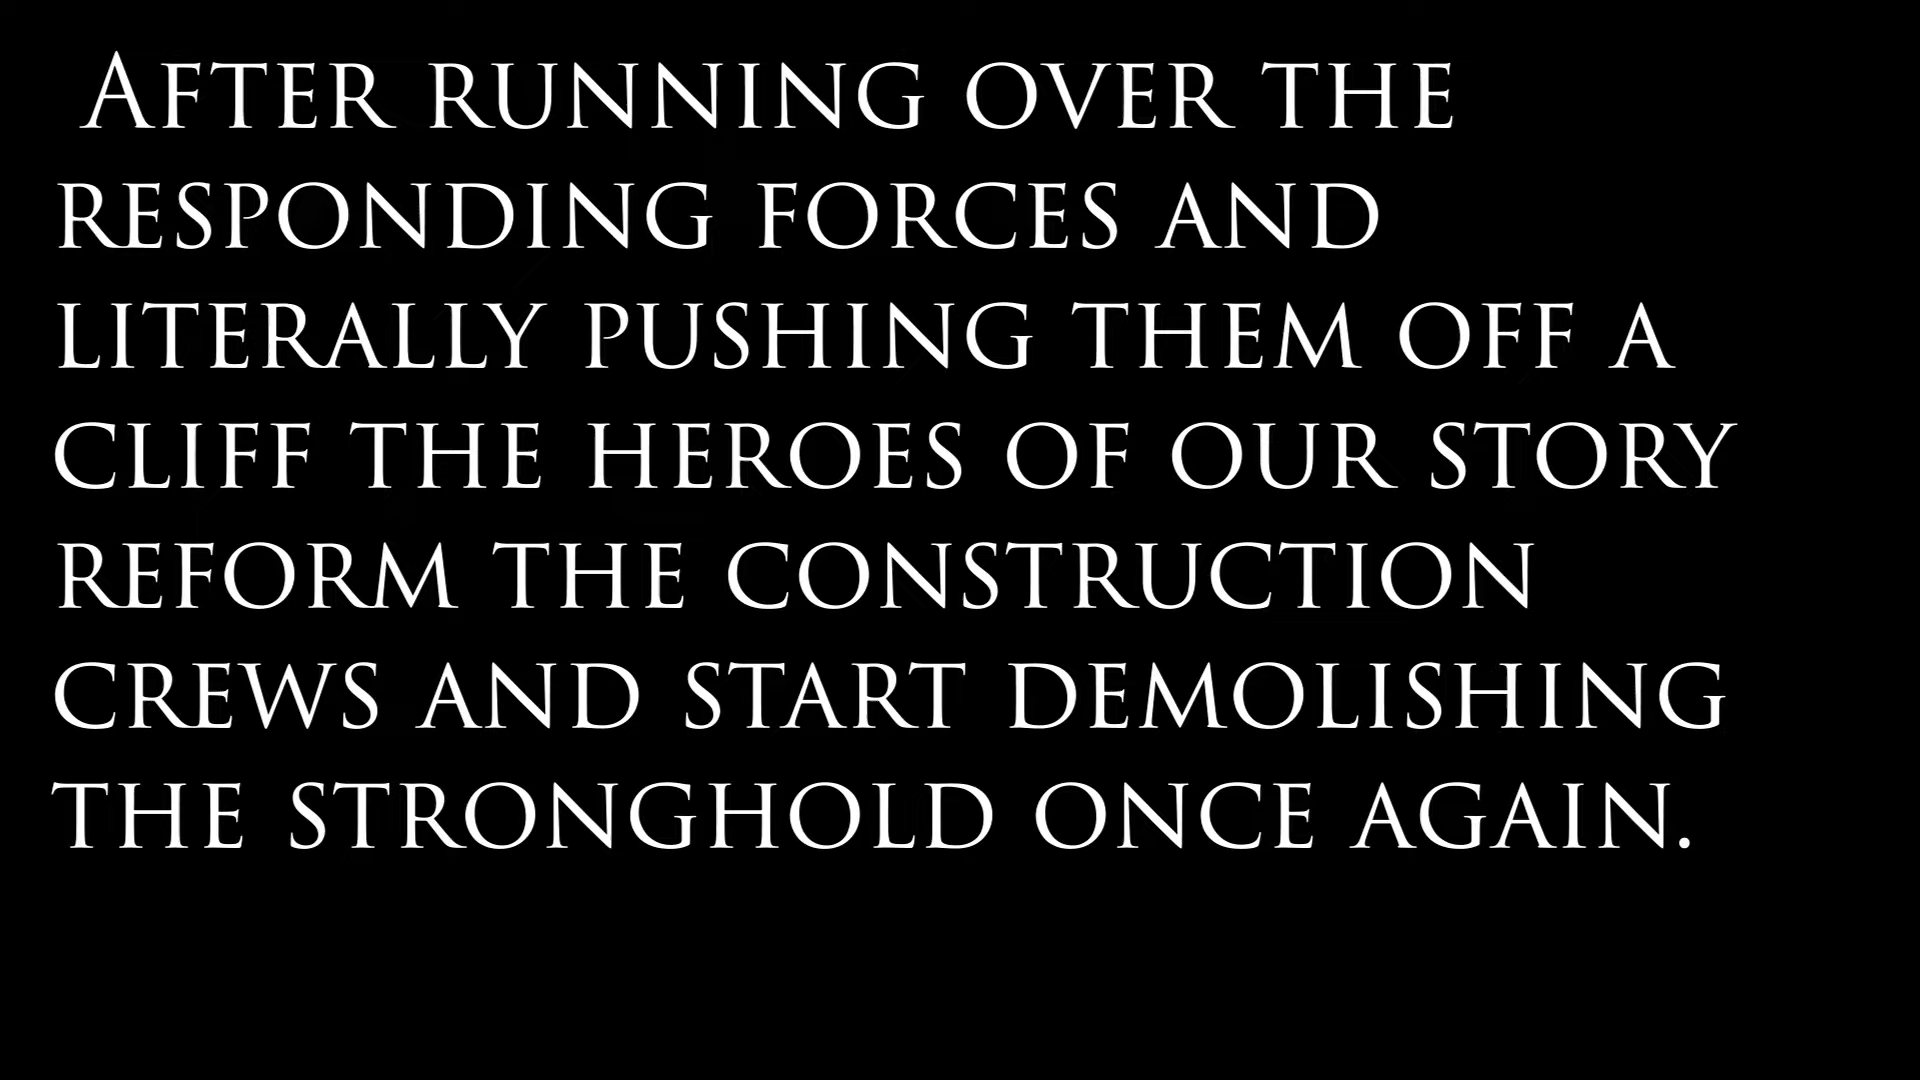 After running over the
responding forces and
literally pushing them off a
cliff the heroes of our story
reform the construction
crews and start demolishing
the stronghold once again.